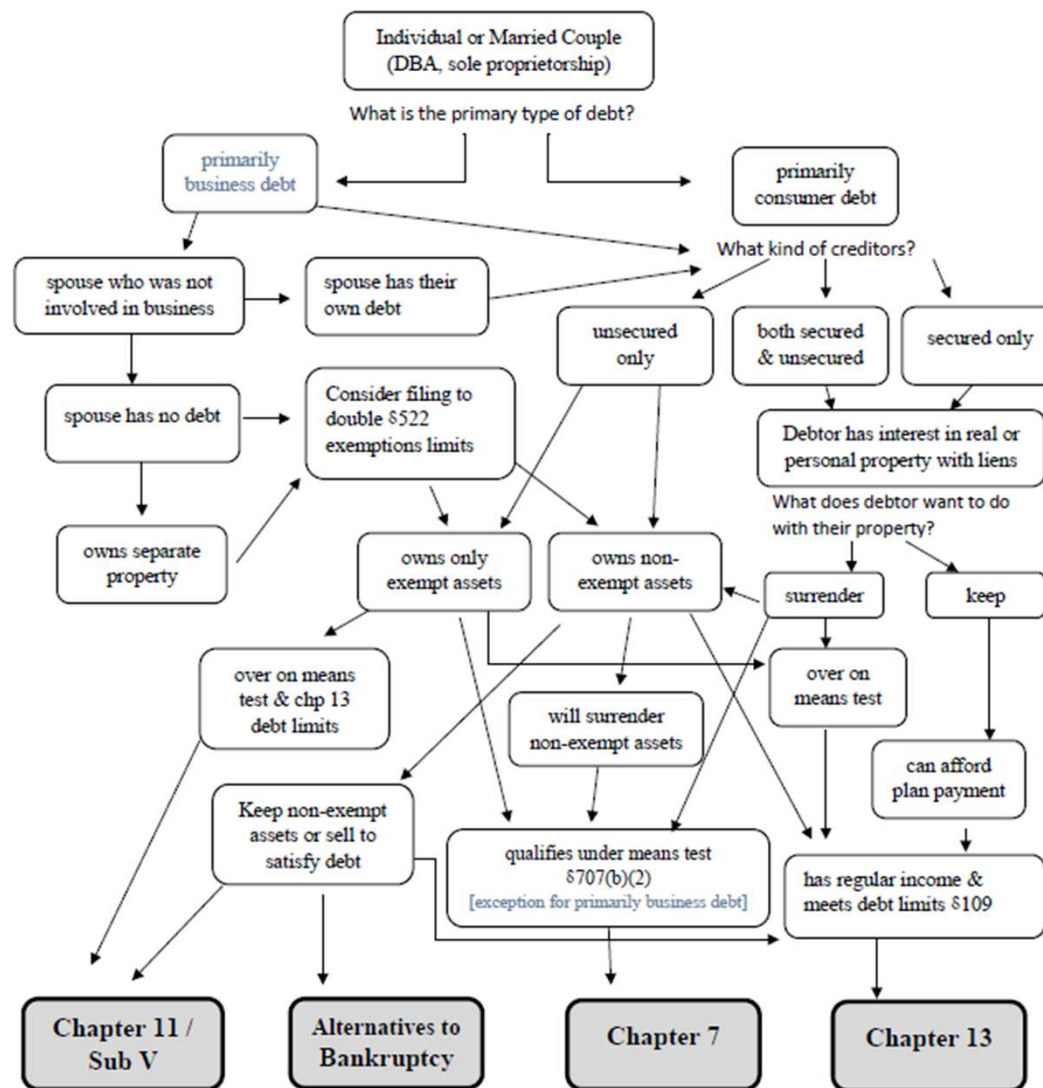 Individual or Married Couple
(DBA, sole proprietorship)
What is the primary type of debt?
primarily
business debt
primarily
consumer debt
What kind of creditors?
spouse who was not
involved in business
spouse has their
own debt
unsecured
only
both secured
& unsecured
secured only
spouse has no debt
Consider filing to
double §522
exemptions limits
Debtor has interest in real or
personal property with liens
What does debtor want to do
with their property?
owns separate
property
owns only
exempt assets
owns non-
exempt assets
surrender
keep
over on means
test & chp 13
debt limits
over on
means test
will surrender
non-exempt assets
can afford
plan payment
Keep non-exempt
assets or sell to
satisfy debt
qualifies under means test
§707(b)(2)
[exception for primarily business debt]
has regular income &
meets debt limits §109
Chapter 11 /
Sub V
Alternatives to
Bankruptcy
Chapter 7
Chapter 13